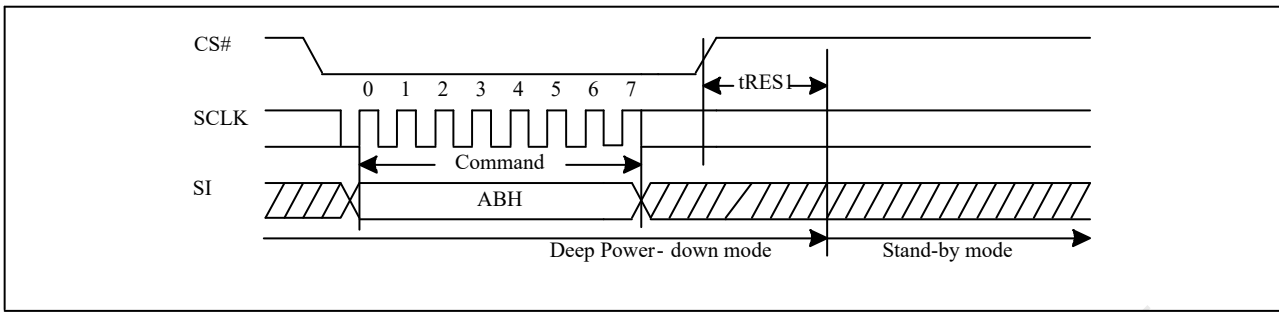 CS#
tRES1
0 1 2 3 4 5 6 7
SCLK
Command
SI
ABH
Deep Power- down mode Stand-by mode